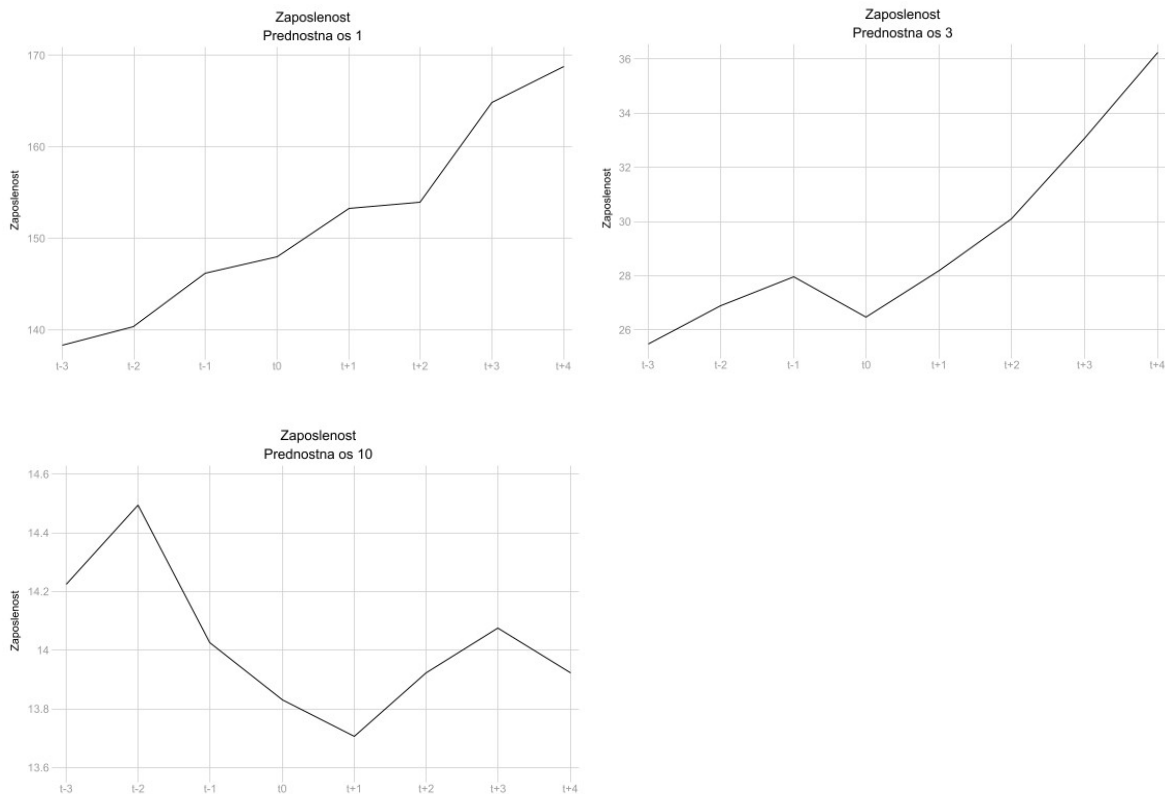 Zaposlenost
Prednostna os 1
170
160
150
140
Zaposlenost
t-3 t-2 t-1 t0 t+1 t+2 t+3 t+4
Zaposlenost
Prednostna os 3
36
34
32
30
28
26
Zaposlenost
t-3 t-2 t-1 t0 t+1 t+2 t+3 t+4
Zaposlenost
Prednostna os 10
14.6
14.4
14.2
14
13.8
13.6
Zaposlenost
t-3 t-2 t-1 t0 t+1 t+2 t+3 t+4